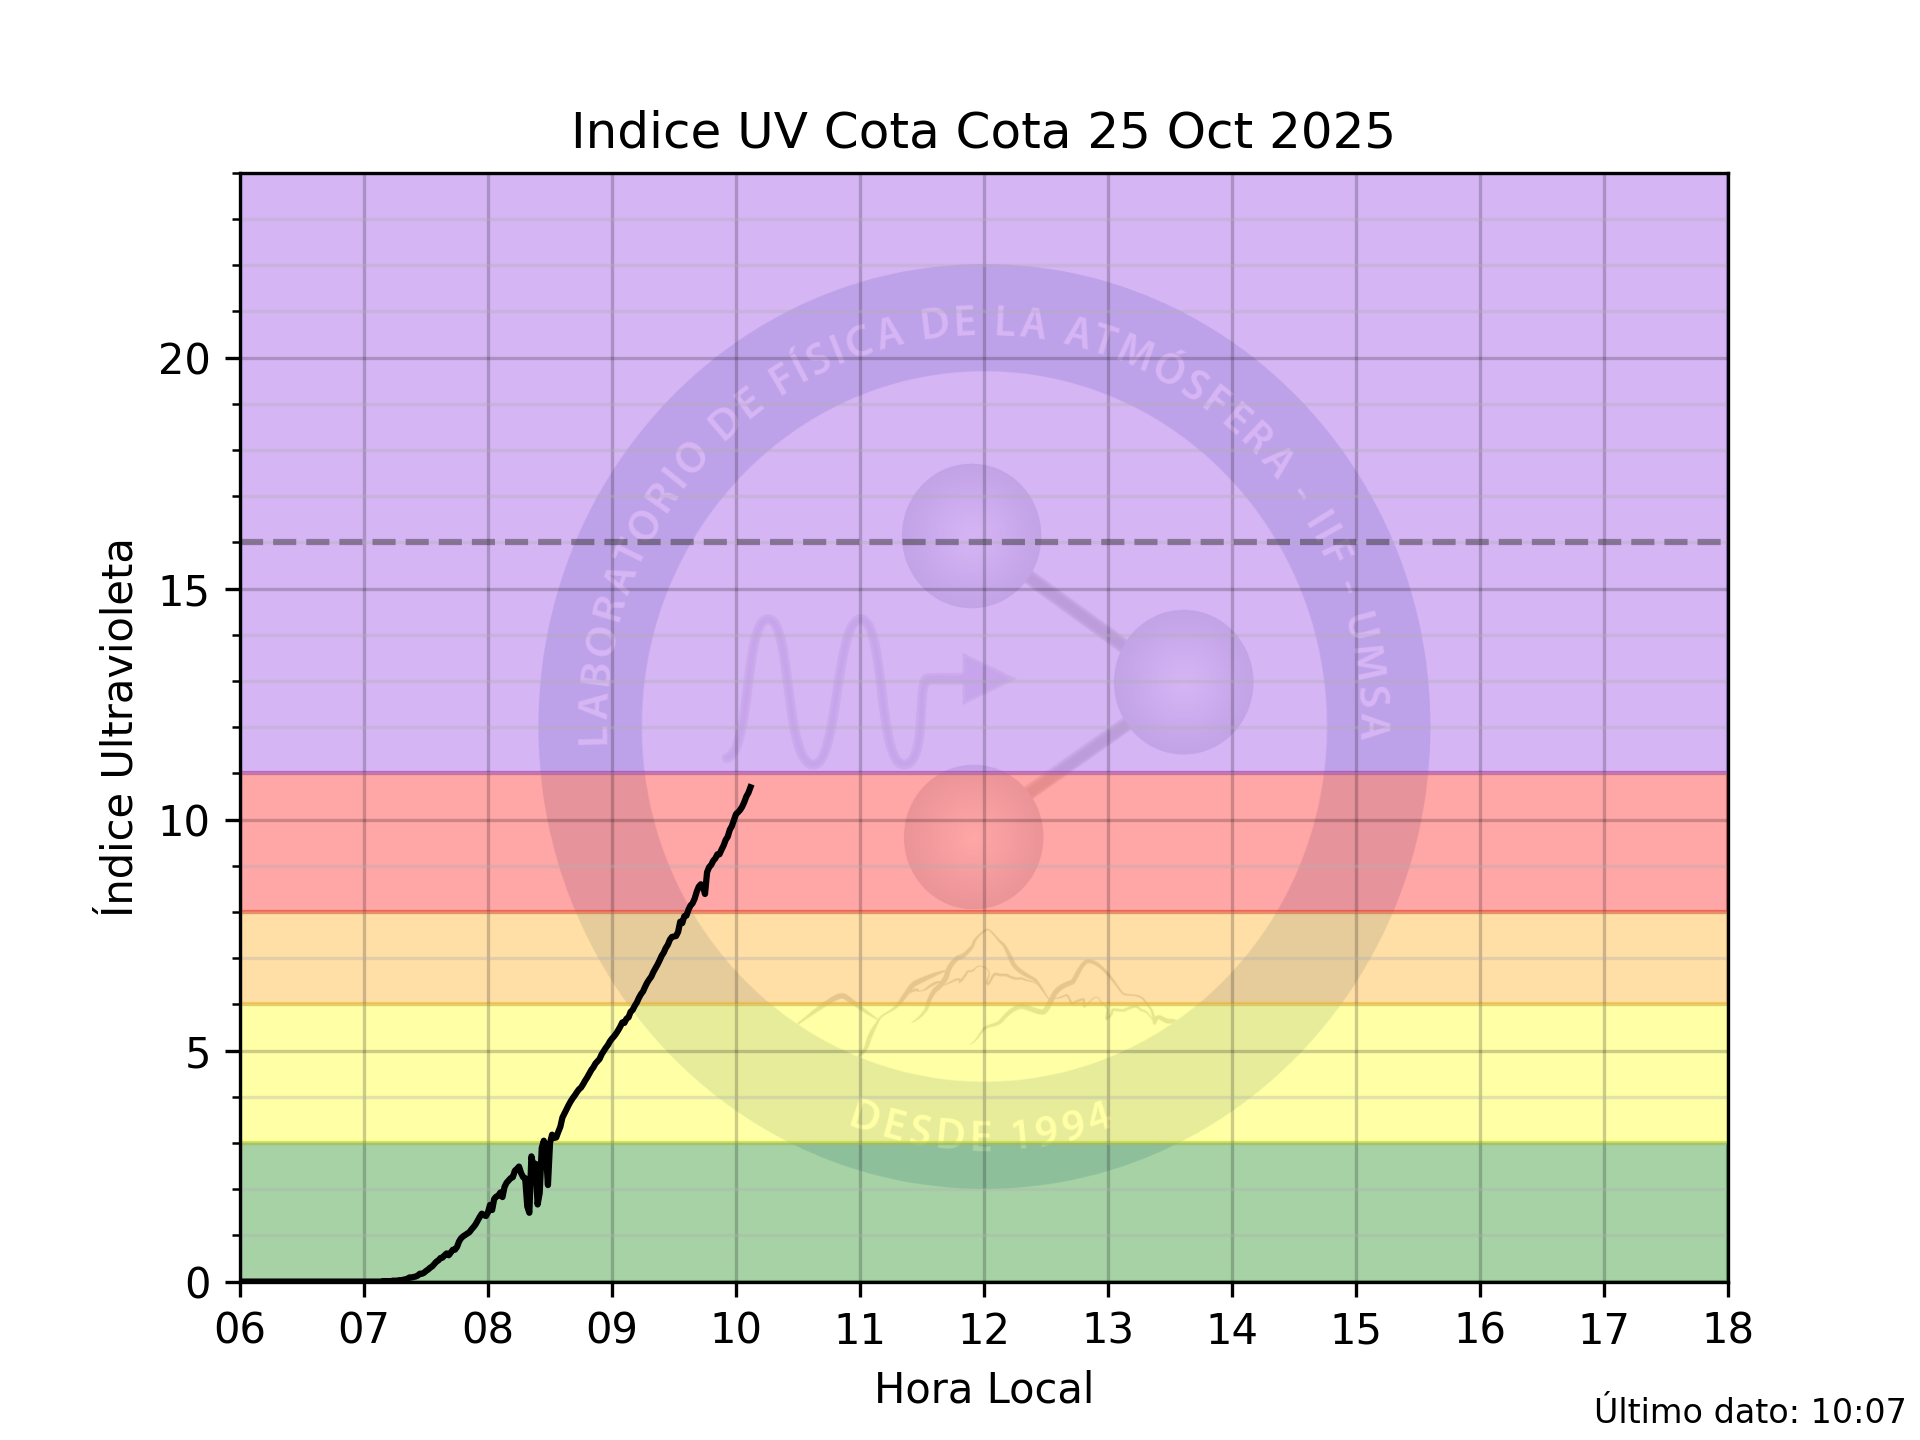 Indice UV Cota Cota 25 Oct 2025
Índice Ultravioleta
20
15
10
5
0
LABORATORIO DE FÍSICA DE LA ATMÓSFERA - IIF - UMSA
DESDE 1994
06 07 08 09 10 11 12 13 14 15 16 17 18
Hora Local
Último dato: 10:07